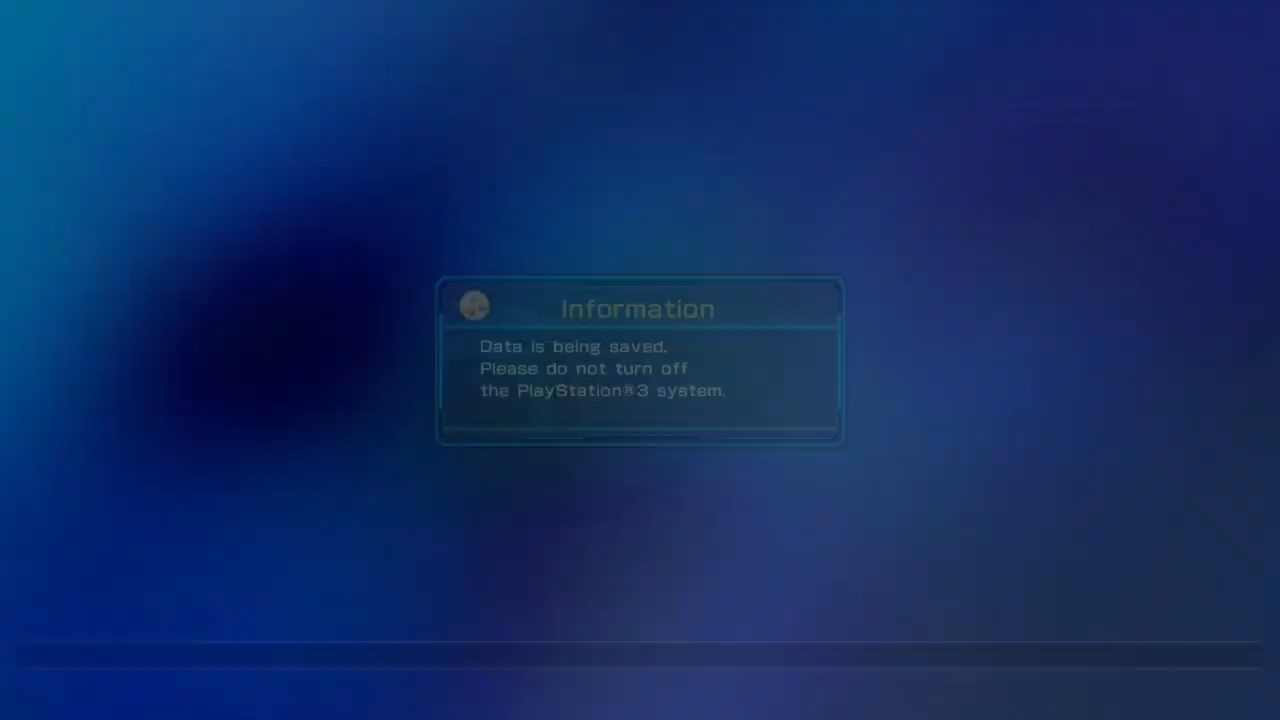 Information
Data is being saved.
Please do not turn off
the PlayStation®3 system.